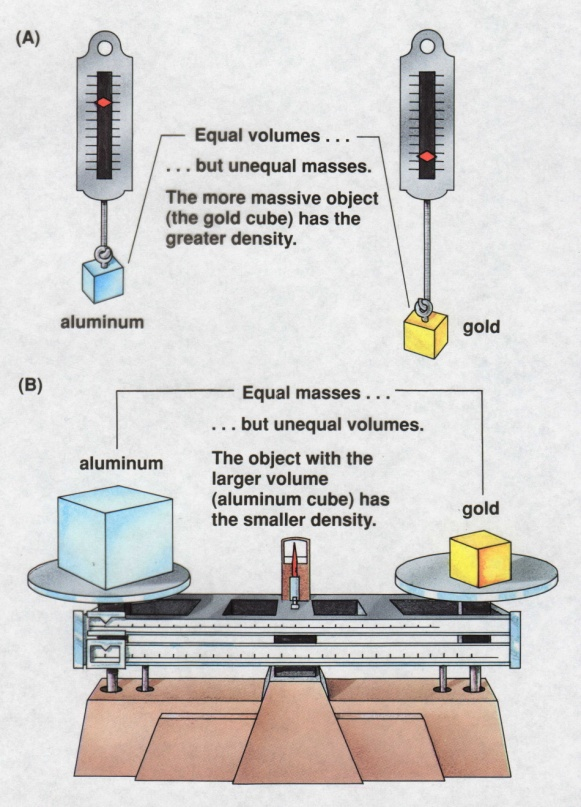 (A)
Equal volumes . . .
. . . but unequal masses.
The more massive object
(the gold cube) has the
greater density.
aluminum
gold
(B)
Equal masses . . .
. . . but unequal volumes.
aluminum
The object with the
larger volume
(aluminum cube) has
the smaller density.
gold